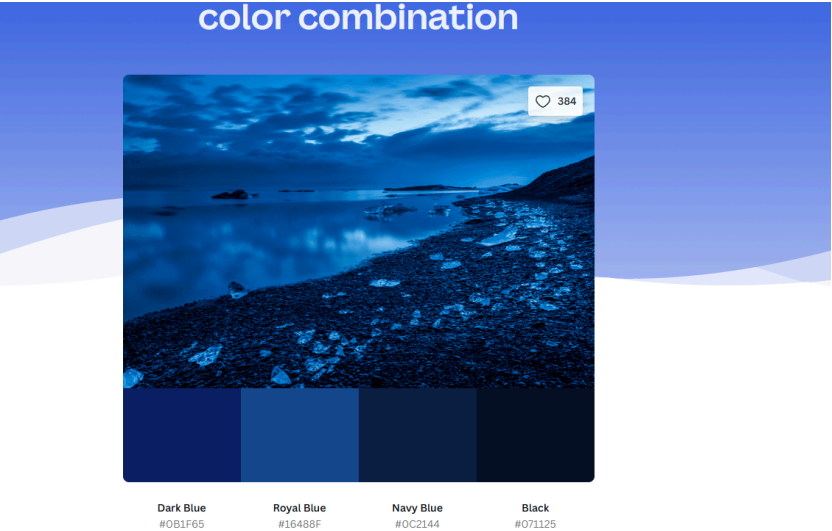 color combination
384
Dark Blue
Royal Blue
Navy Blue
Black
#0B1F65
#16488F
#0C2144
#071125